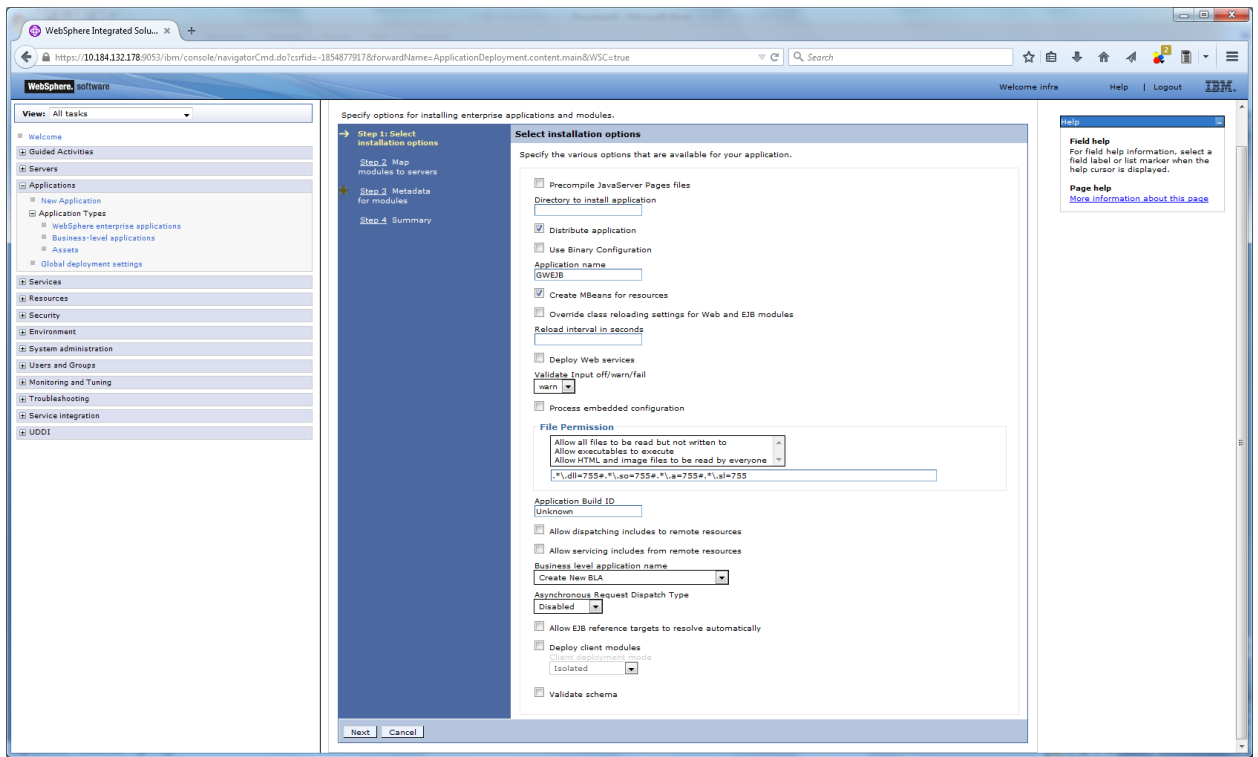 WebSphere Integrated Solu...
https://10.184.132.178:9053/ibm/console/navigatorCmd.do?csrfid=-1854877917&forwardName=ApplicationDeployment.content.main&WSC=true
Search
2
WebSphere. software
Welcome infra
Help | Logout
IBM.
View: All tasks
Welcome
Guided Activities
Servers
Applications
New Application
Application Types
WebSphere enterprise applications
Business-level applications
Assets
Global deployment settings
Services
Resources
Security
Environment
System administration
Users and Groups
Monitoring and Tuning
Troubleshooting
Service integration
UDDI
Specify options for installing enterprise applications and modules.
Step 1: Select
installation options
Step 2 Map
modules to servers
Step 3 Metadata
for modules
Step 4 Summary
Select installation options
Specify the various options that are available for your application.
Precompile JavaServer Pages files
Directory to install application
Distribute application
Use Binary Configuration
Application name
GWEJB
Create MBeans for resources
Override class reloading settings for Web and EJB modules
Reload interval in seconds
Deploy Web services
Validate Input off/warn/fail
warn
Process embedded configuration
File Permission
Allow all files to be read but not written to
Allow executables to execute
Allow HTML and image files to be read by everyone
.*\.dll=755#.*\.so=755#.*\.a=755#.*\.sl=755
Application Build ID
Unknown
Allow dispatching includes to remote resources
Allow servicing includes from remote resources
Business level application name
Create New BLA
Asynchronous Request Dispatch Type
Disabled
Allow EJB reference targets to resolve automatically
Deploy client modules
Client deployment mode
Isolated
Validate schema
Next
Cancel
Help
Field help
For field help information, select a
field label or list marker when the
help cursor is displayed.
Page help
More information about this page